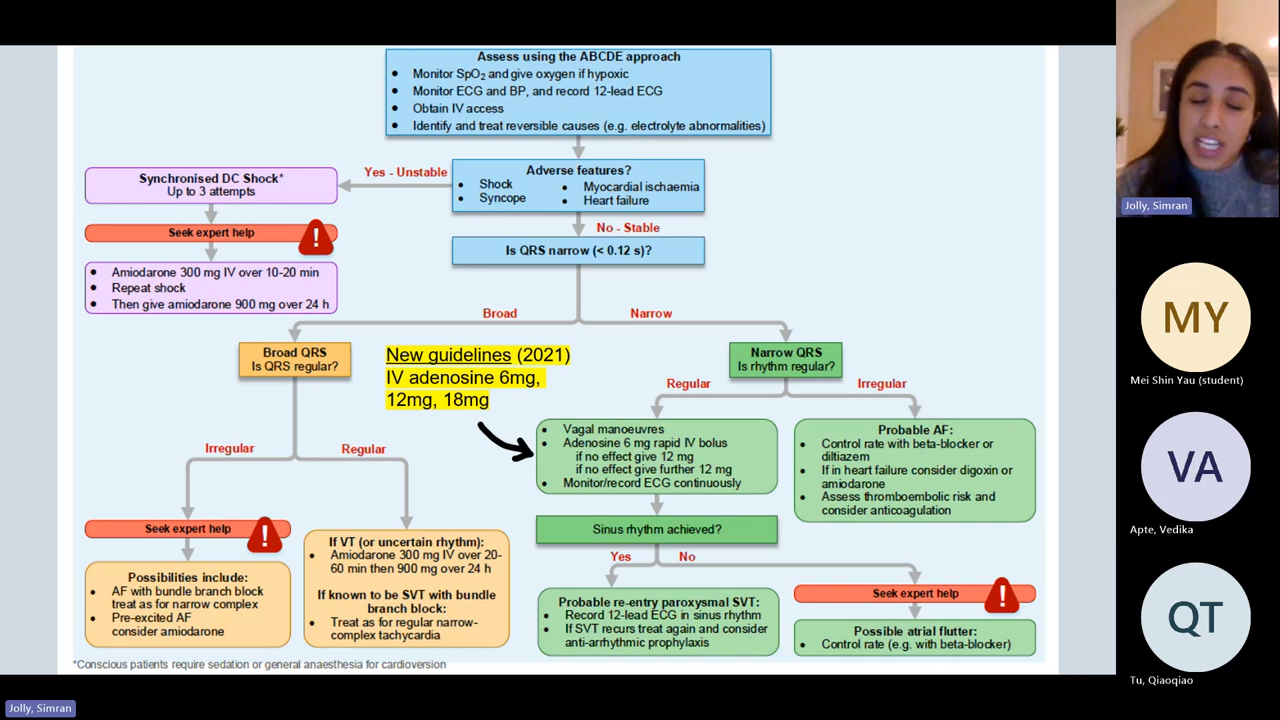 Assess using the ABCDE approach
Monitor SpO₂ and give oxygen if hypoxic
Monitor ECG and BP, and record 12-lead ECG
Obtain IV access
Identify and treat reversible causes (e.g. electrolyte abnormalities)
Adverse features?
Shock
Syncope
Myocardial ischaemia
Heart failure
Yes - Unstable
Synchronised DC Shock*
Up to 3 attempts
Seek expert help
!
Amiodarone 300 mg IV over 10-20 min
Repeat shock
Then give amiodarone 900 mg over 24 h
No - Stable
Is QRS narrow (< 0.12 s)?
Broad
Narrow
Broad QRS
Is QRS regular?
New guidelines (2021)
IV adenosine 6mg,
12mg, 18mg
Narrow QRS
Is rhythm regular?
Irregular
Regular
Regular
Irregular
Seek expert help
!
Possibilities include:
AF with bundle branch block
treat as for narrow complex
Pre-excited AF
consider amiodarone
If VT (or uncertain rhythm):
Amiodarone 300 mg IV over 20-
60 min then 900 mg over 24 h
If known to be SVT with bundle
branch block:
Treat as for regular narrow-
complex tachycardia
Vagal manoeuvres
Adenosine 6 mg rapid IV bolus
if no effect give 12 mg
if no effect give further 12 mg
Monitor/record ECG continuously
Probable AF:
Control rate with beta-blocker or
diltiazem
If in heart failure consider digoxin or
amiodarone
Assess thromboembolic risk and
consider anticoagulation
Sinus rhythm achieved?
Yes
No
Probable re-entry paroxysmal SVT:
Record 12-lead ECG in sinus rhythm
If SVT recurs treat again and consider
anti-arrhythmic prophylaxis
Seek expert help
!
Possible atrial flutter:
Control rate (e.g. with beta-blocker)
*Conscious patients require sedation or general anaesthesia for cardioversion
Jolly, Simran
Jolly, Simran
MY
Mei Shin Yau (student)
VA
Apte, Vedika
QT
Tu, Qiaoqiao